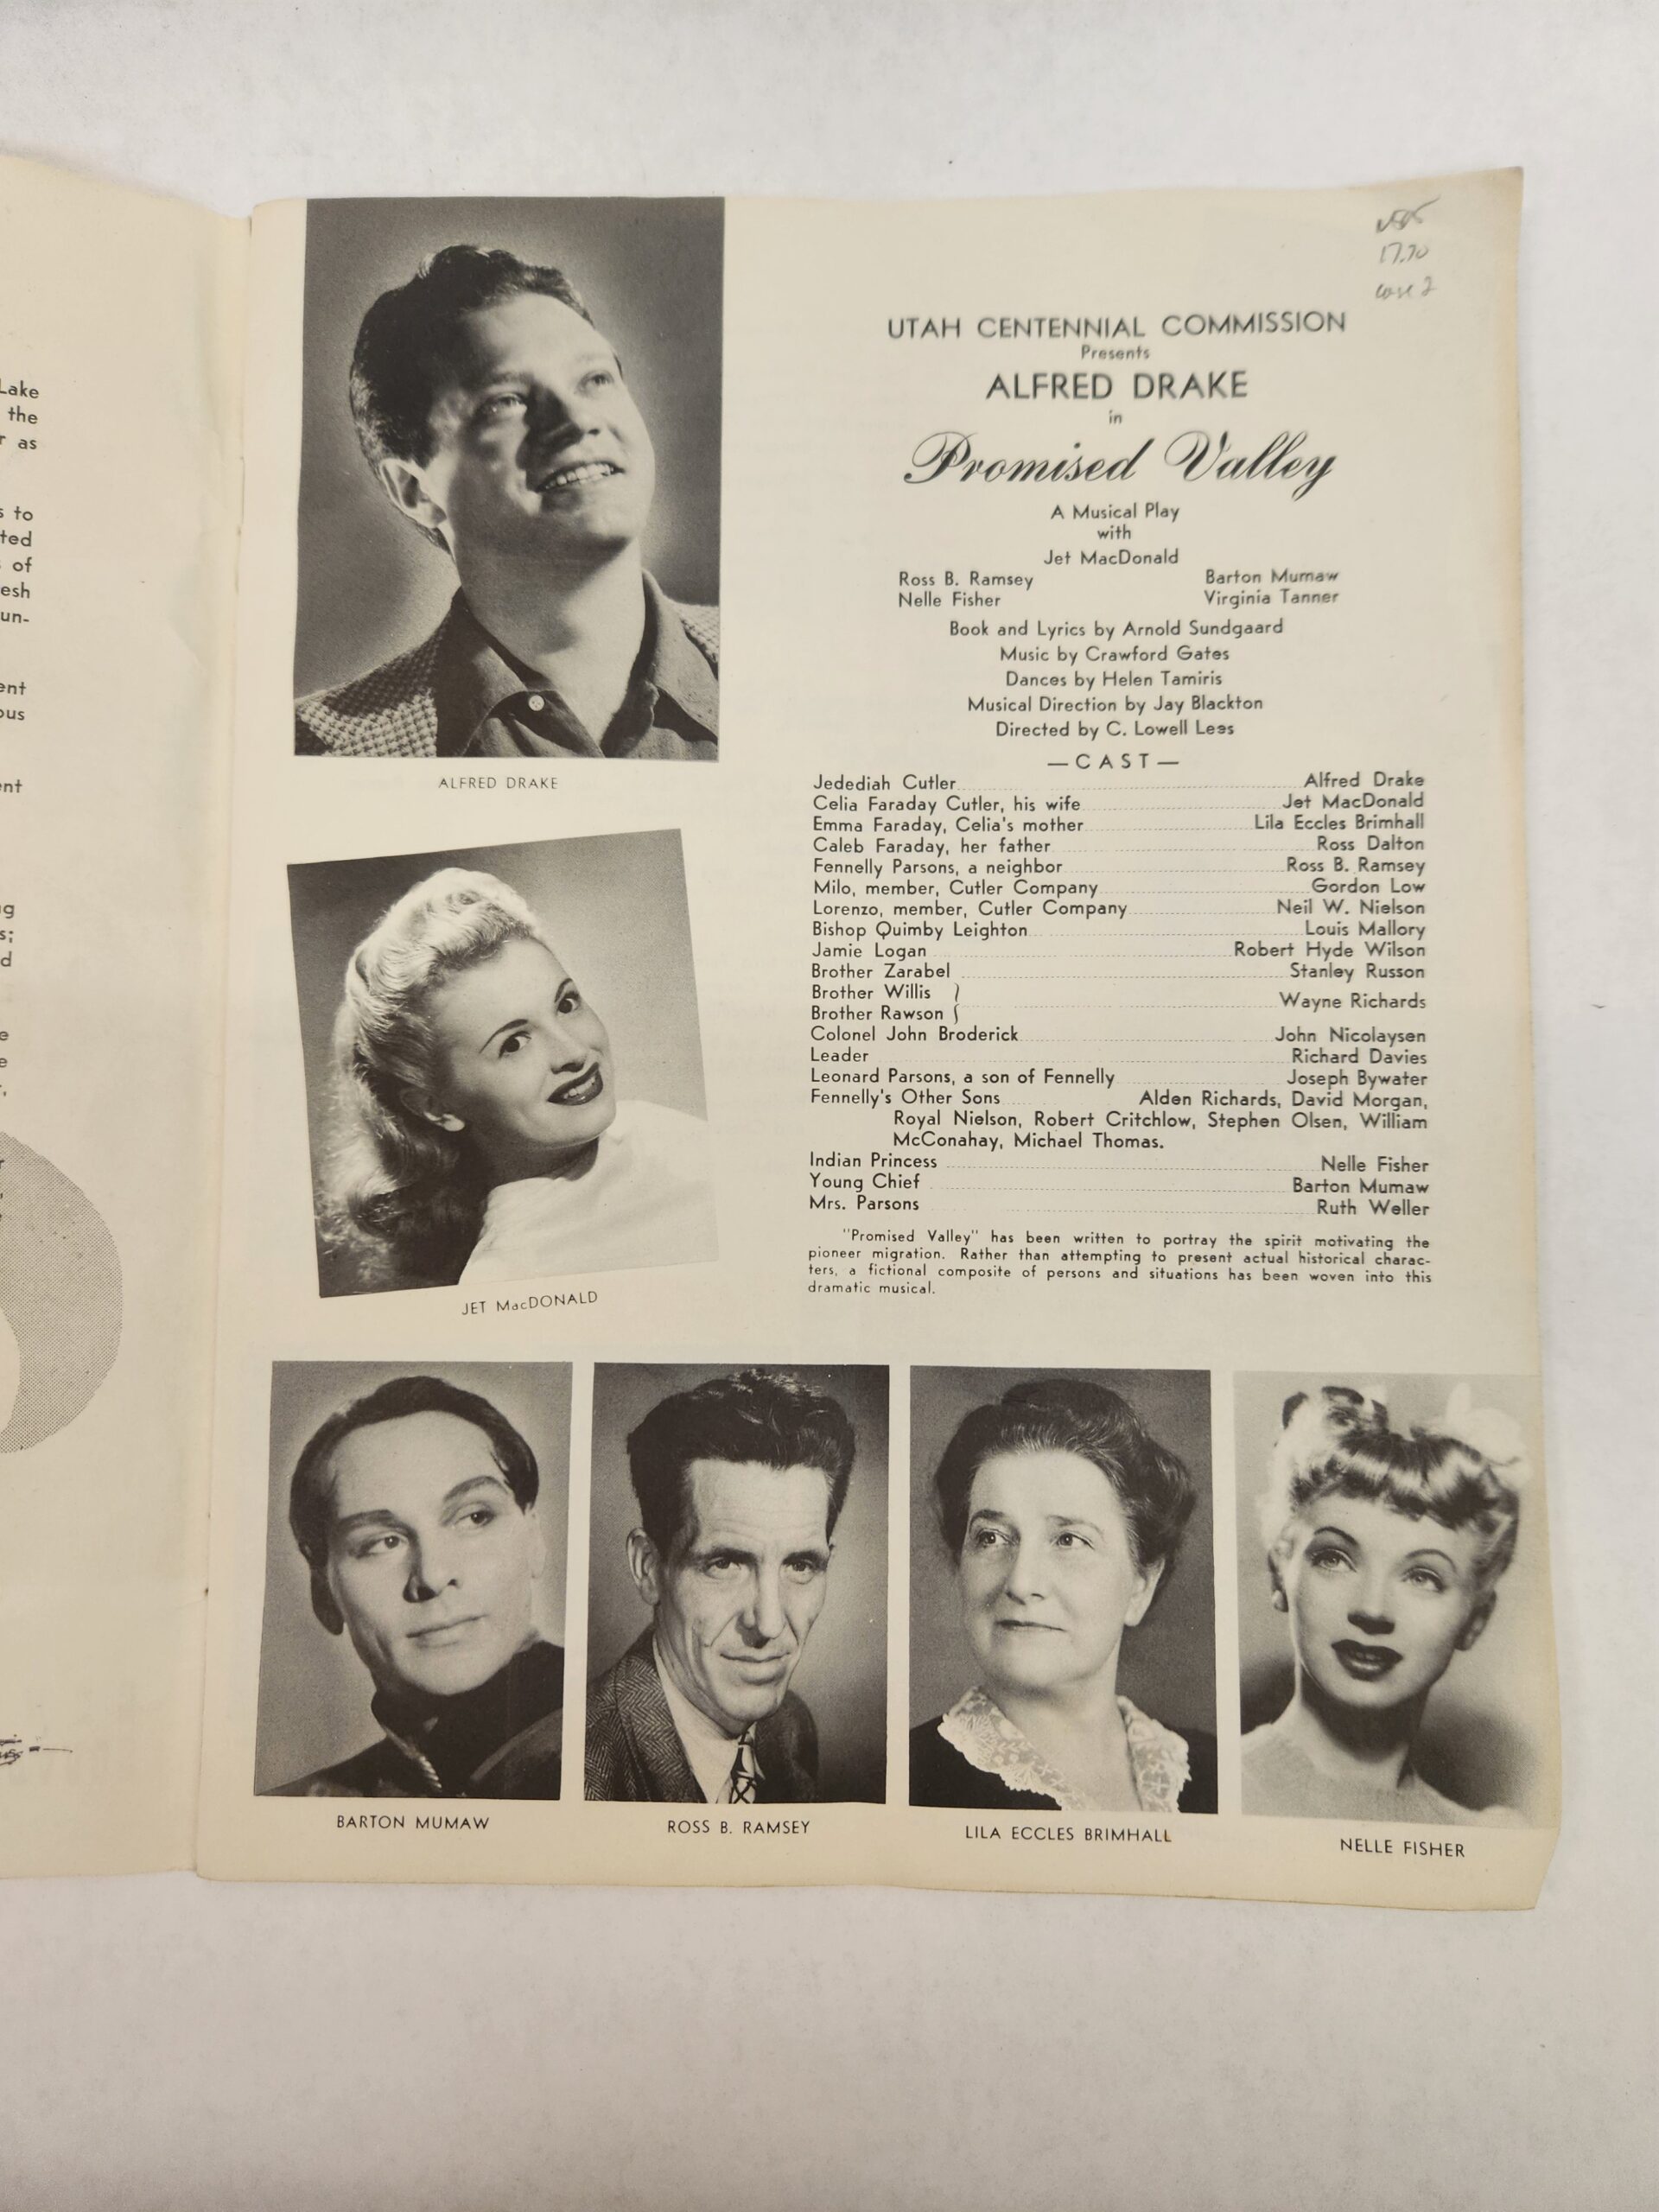 Lake
the
r as
s to
ted
of
esh
un-
ent
ous
ent
s;
d
e
e
17.70
UTAH CENTENNIAL COMMISSION
Presents
ALFRED DRAKE
in
Promised Valley
A Musical Play
with
Jet MacDonald
Ross B. Ramsey Barton Mumaw
Nelle Fisher Virginia Tanner
Book and Lyrics by Arnold Sundgaard
Music by Crawford Gates
Dances by Helen Tamiris
Musical Direction by Jay Blackton
Directed by C. Lowell Lees
—CAST—
Jedediah Cutler Alfred Drake
Celia Faraday Cutler, his wife Jet MacDonald
Emma Faraday, Celia's mother Lila Eccles Brimhall
Caleb Faraday, her father Ross Dalton
Fennelly Parsons, a neighbor Ross B. Ramsey
Milo, member, Cutler Company Gordon Low
Lorenzo, member, Cutler Company Neil W. Nielson
Bishop Quimby Leighton Louis Mallory
Jamie Logan Robert Hyde Wilson
Brother Zarabel Stanley Russon
Brother Willis
Brother Rawson Wayne Richards
Colonel John Broderick John Nicolaysen
Leader Richard Davies
Leonard Parsons, a son of Fennelly Joseph Bywater
Fennelly's Other Sons Alden Richards, David Morgan,
Royal Nielson, Robert Critchlow, Stephen Olsen, William
McConahay, Michael Thomas.
Indian Princess Nelle Fisher
Young Chief Barton Mumaw
Mrs. Parsons Ruth Weller
"Promised Valley" has been written to portray the spirit motivating the
pioneer migration. Rather than attempting to present actual historical charac-
ters, a fictional composite of persons and situations has been woven into this
dramatic musical.
ALFRED DRAKE
JET MacDONALD
BARTON MUMAW
ROSS B. RAMSEY
LILA ECCLES BRIMHALL
NELLE FISHER